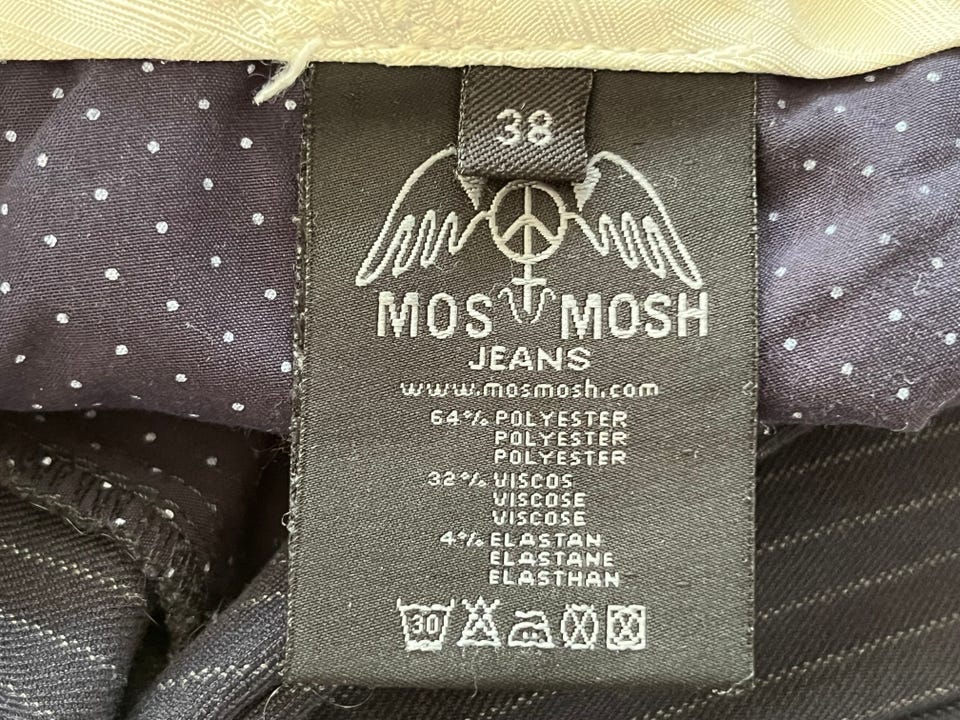 38
MOS MOSH
JEANS
www.mosmosh.com
64% POLYESTER
POLYESTER
POLYESTER
32% VISCOS
VISCOSE
VISCOSE
4% ELASTAN
ELASTANE
ELASTHAN
30